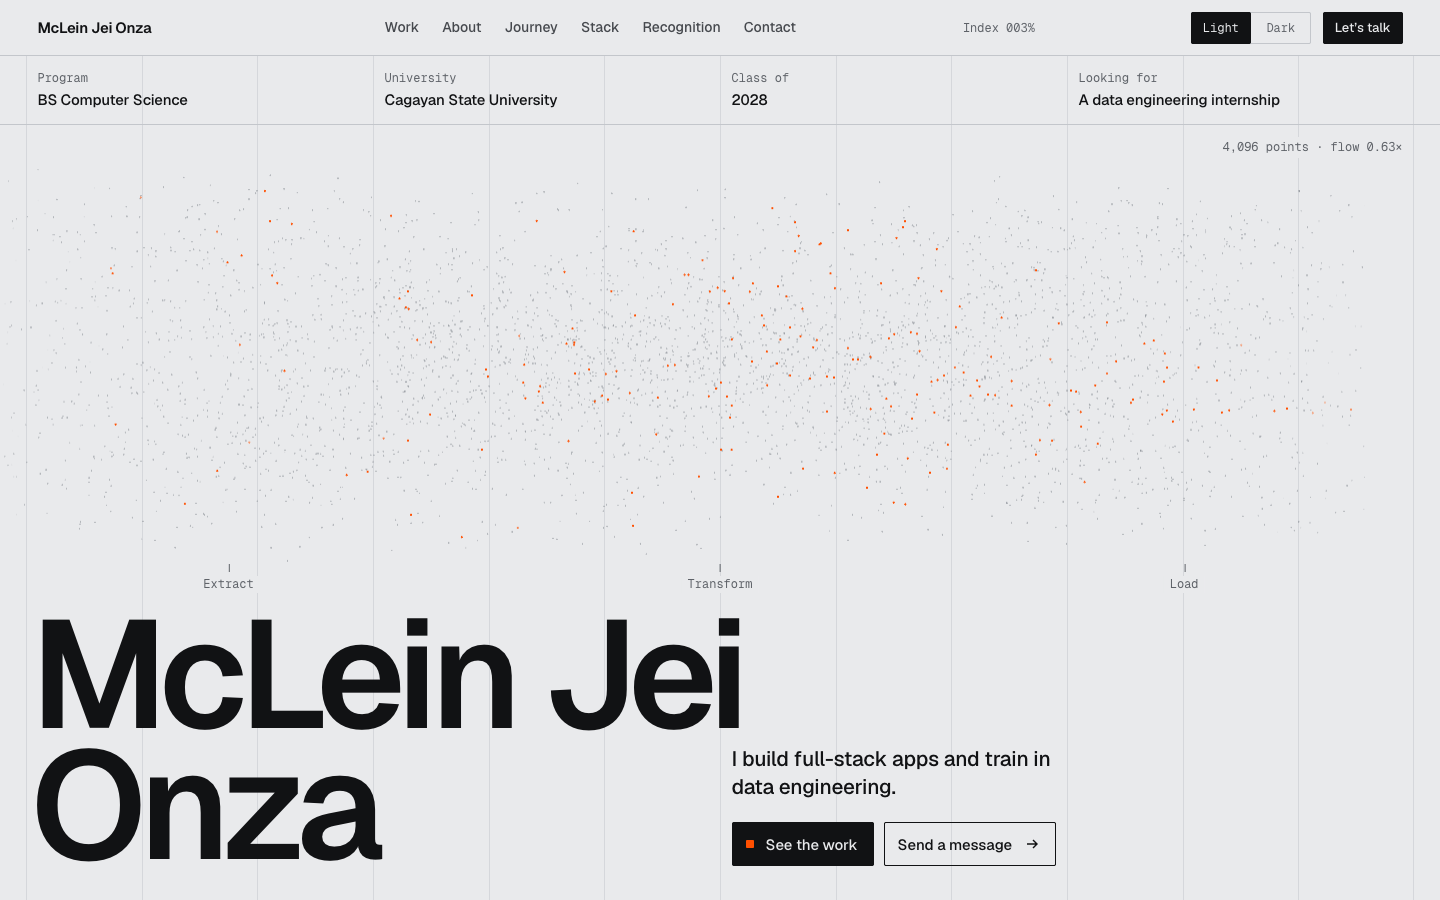 McLein Jei Onza
Work About Journey Stack Recognition Contact
Index 003%
Light Dark
Let's talk
Program
BS Computer Science
University
Cagayan State University
Class of
2028
Looking for
A data engineering internship
4,096 points · flow 0.63×
Extract
Transform
Load
McLein Jei
Onza
I build full-stack apps and train in
data engineering.
See the work
Send a message →